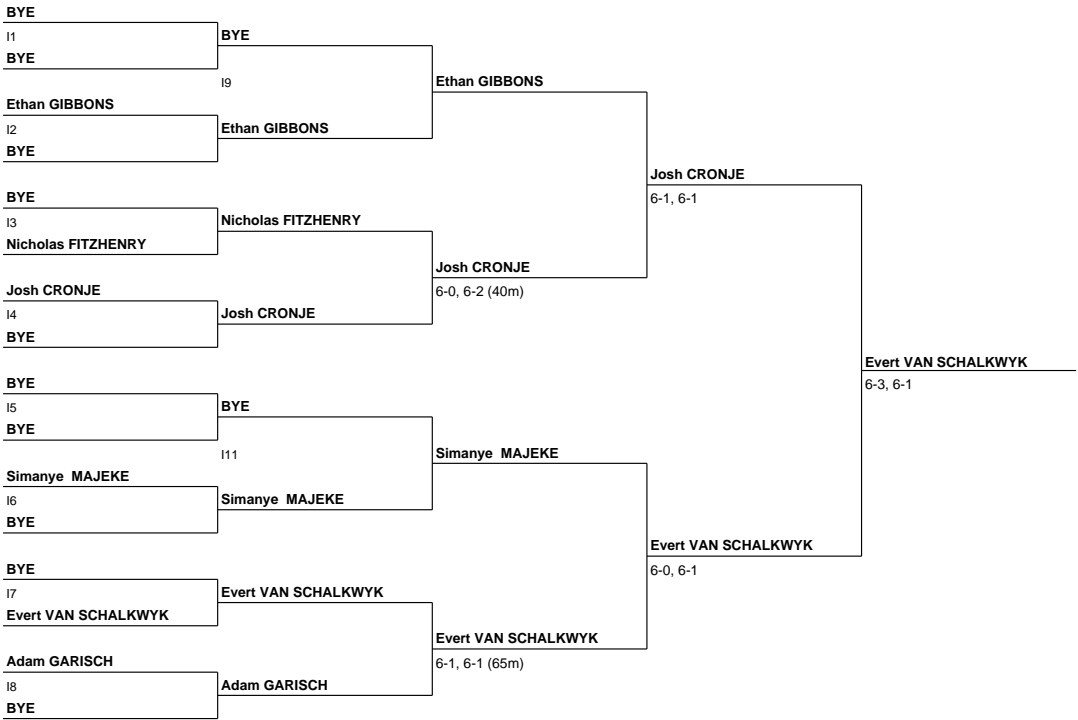 BYE
I1
BYE
Ethan GIBBONS
I2
BYE
BYE
I3
Nicholas FITZHENRY
Josh CRONJE
I4
BYE
BYE
I5
BYE
Simanye  MAJEKE
I6
BYE
BYE
I7
Evert VAN SCHALKWYK
Adam GARISCH
I8
BYE
BYE
I9
Ethan GIBBONS
Nicholas FITZHENRY
Josh CRONJE
BYE
I11
Simanye  MAJEKE
Evert VAN SCHALKWYK
Adam GARISCH
Ethan GIBBONS
Josh CRONJE
6-0, 6-2 (40m)
Simanye  MAJEKE
Evert VAN SCHALKWYK
6-1, 6-1 (65m)
Josh CRONJE
6-1, 6-1
Evert VAN SCHALKWYK
6-0, 6-1
Evert VAN SCHALKWYK
6-3, 6-1